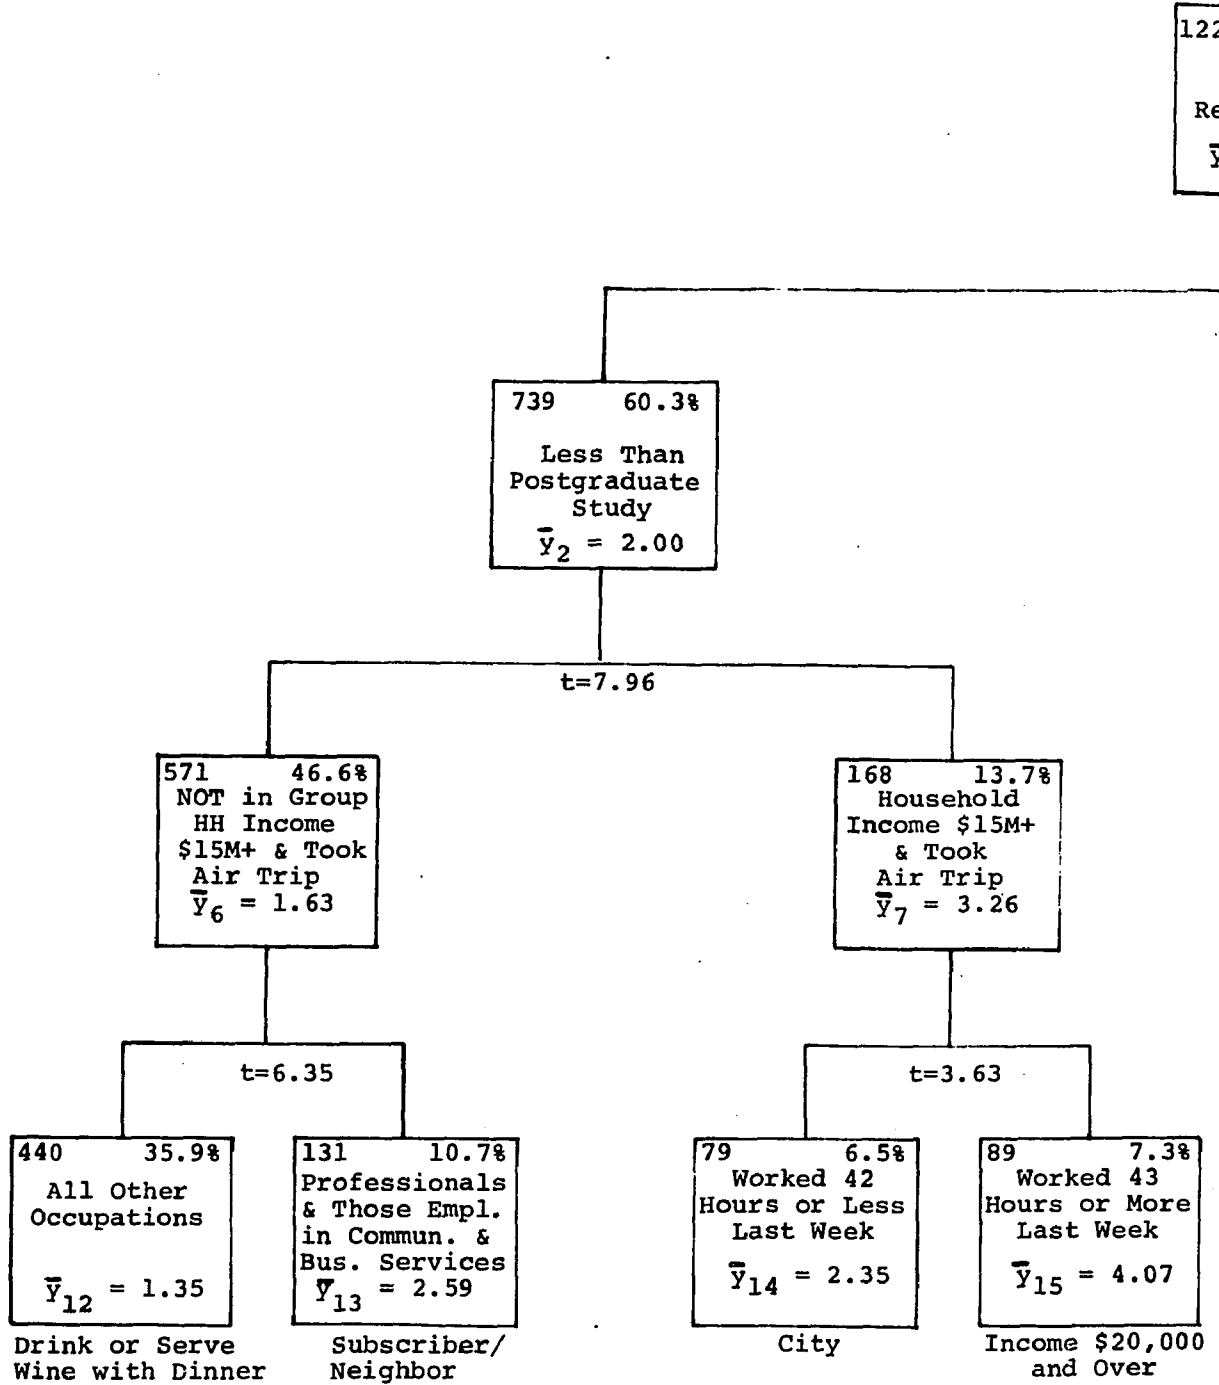 122
Re
ȳ
739 60.3%
Less Than
Postgraduate
Study
ȳ2 = 2.00
t=7.96
571 46.6%
NOT in Group
HH Income
$15M+ & Took
Air Trip
ȳ6 = 1.63
168 13.7%
Household
Income $15M+
& Took
Air Trip
ȳ7 = 3.26
t=6.35
t=3.63
440 35.9%
All Other
Occupations
ȳ12 = 1.35
Drink or Serve
Wine with Dinner
131 10.7%
Professionals
& Those Empl.
in Commun. &
Bus. Services
ȳ13 = 2.59
Subscriber/
Neighbor
79 6.5%
Worked 42
Hours or Less
Last Week
ȳ14 = 2.35
City
89 7.3%
Worked 43
Hours or More
Last Week
ȳ15 = 4.07
Income $20,000
and Over